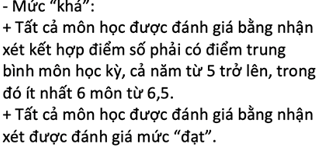 - Mức “khá”:
+ Tất cả môn học được đánh giá bằng nhận
xét kết hợp điểm số phải có điểm trung
bình môn học kỳ, cả năm từ 5 trở lên, trong
đó ít nhất 6 môn từ 6,5.
+ Tất cả môn học được đánh giá bằng nhận
xét được đánh giá mức “đạt”.